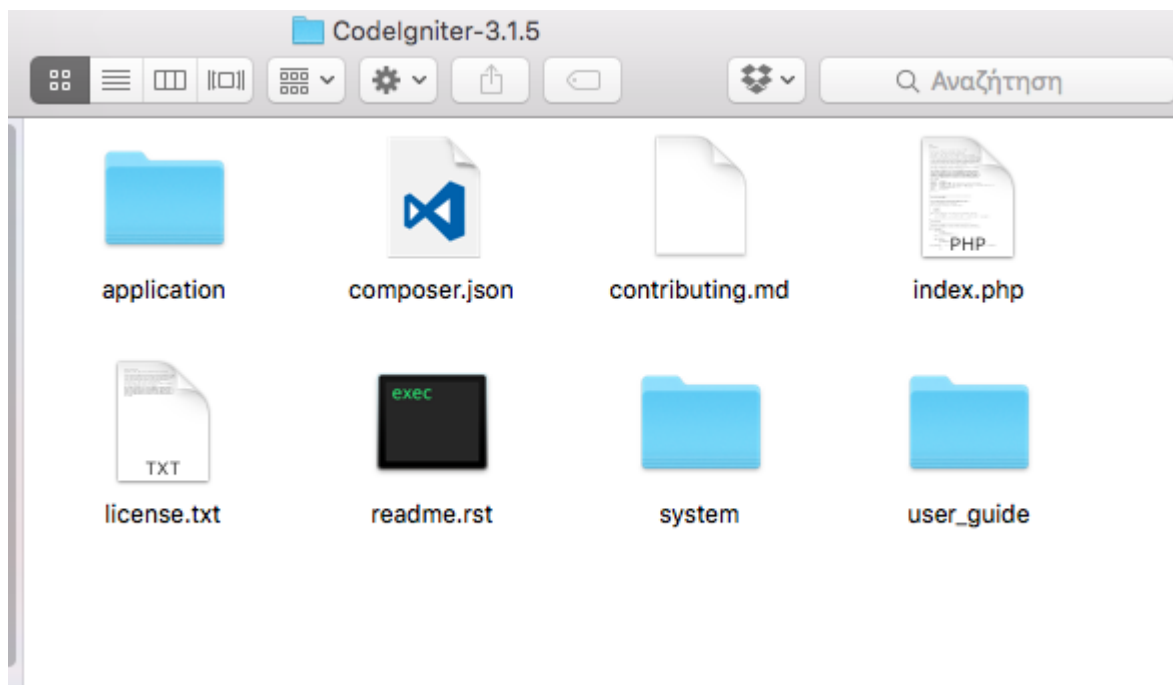 CodeIgniter-3.1.5
Αναζήτηση
PHP
application composer.json contributing.md index.php
exec
TXT
license.txt readme.rst system user_guide